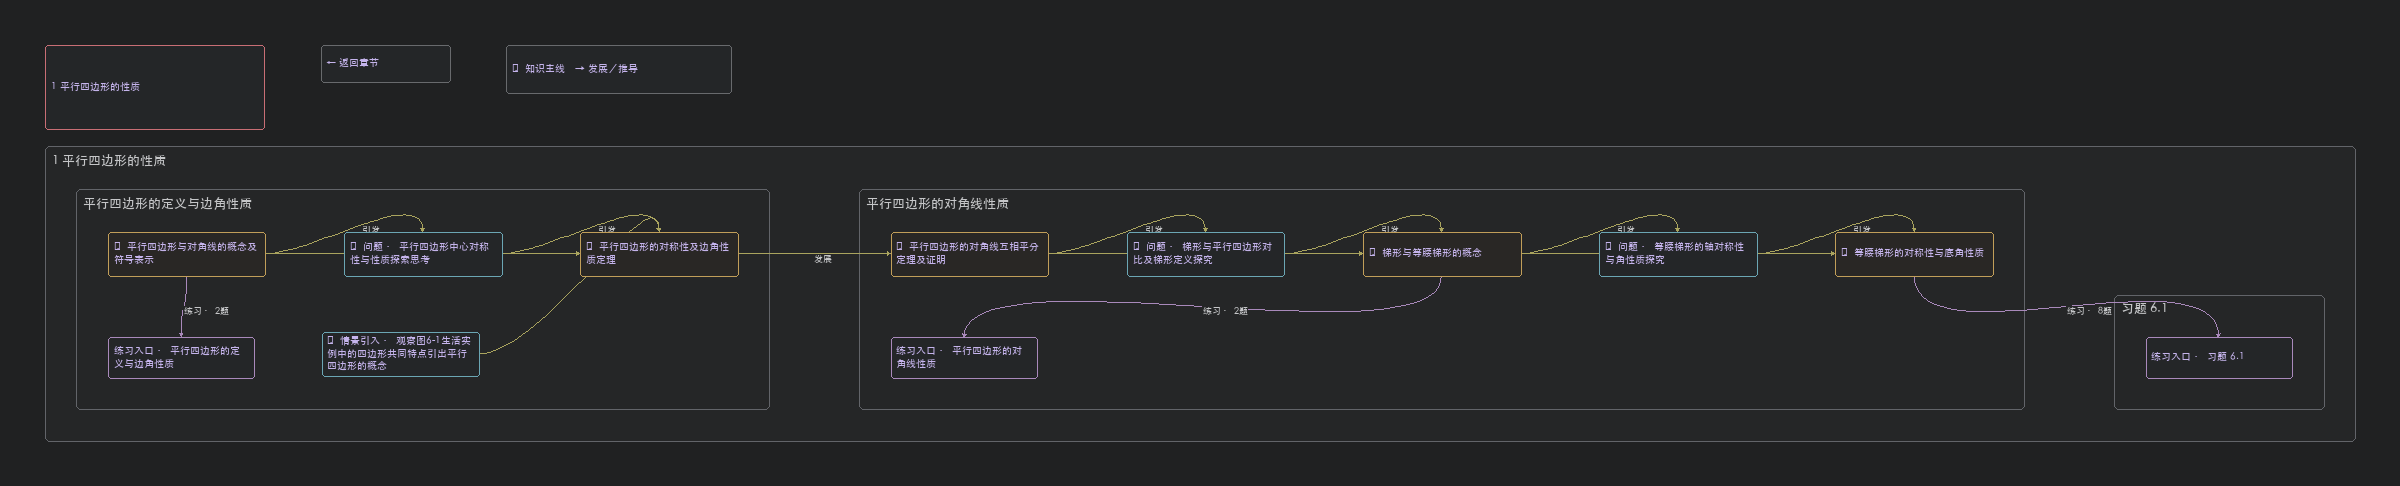 1 平行四边形的性质
← 返回章节
知识主线 → 发展／推导
1 平行四边形的性质
平行四边形的定义与边角性质
平行四边形与对角线的概念及
符号表示
引发
问题 · 平行四边形中心对称
性与性质探索思考
引发
平行四边形的对称性及边角性
质定理
发展
练习 · 2题
练习入口 · 平行四边形的定
义与边角性质
情景引入 · 观察图6-1生活实
例中的四边形共同特点引出平行
四边形的概念
平行四边形的对角线性质
平行四边形的对角线互相平分
定理及证明
引发
问题 · 梯形与平行四边形对
比及梯形定义探究
引发
梯形与等腰梯形的概念
引发
问题 · 等腰梯形的轴对称性
与角性质探究
引发
等腰梯形的对称性与底角性质
练习 · 2题
练习入口 · 平行四边形的对
角线性质
练习 · 8题
习题 6.1
练习入口 · 习题 6.1